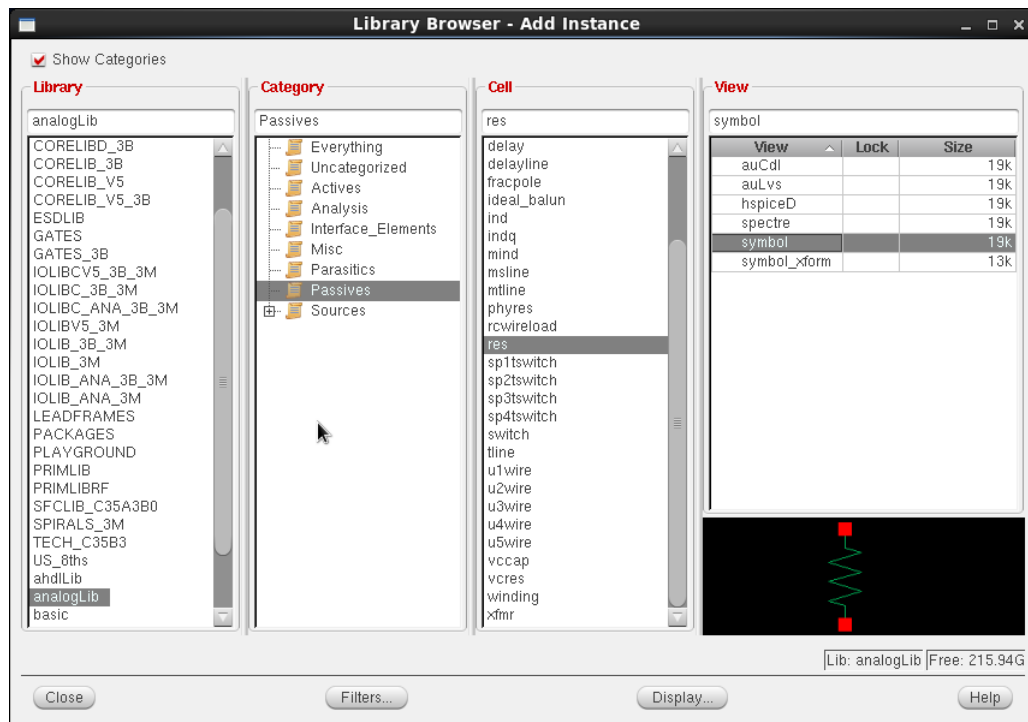 Library Browser - Add Instance
Show Categories
Library
analogLib
CORELIBD_3B
CORELIB_3B
CORELIB_V5
CORELIB_V5_3B
ESDLIB
GATES
GATES_3B
IOLIBCV5_3B_3M
IOLIBC_3B_3M
IOLIBC_ANA_3B_3M
IOLIBV5_3M
IOLIB_3B_3M
IOLIB_3M
IOLIB_ANA_3B_3M
IOLIB_ANA_3M
LEADFRAMES
PACKAGES
PLAYGROUND
PRIMLIB
PRIMLIBRF
SFCLIB_C35A3B0
SPIRALS_3M
TECH_C35B3
US_8ths
ahdlLib
analogLib
basic
Category
Passives
Everything
Uncategorized
Actives
Analysis
Interface_Elements
Misc
Parasitics
Passives
Sources
Cell
res
delay
delayline
fracpole
ideal_balun
ind
indq
mind
msline
mtline
phyres
rcwireload
res
sp1tswitch
sp2tswitch
sp3tswitch
sp4tswitch
switch
tline
u1wire
u2wire
u3wire
u4wire
u5wire
vccap
vcres
winding
xfmr
View
symbol
View Lock Size
auCdl 19k
auLvs 19k
hspiceD 19k
spectre 19k
symbol 19k
symbol_xform 13k
Lib: analogLib Free: 215.94G
Close Filters... Display... Help